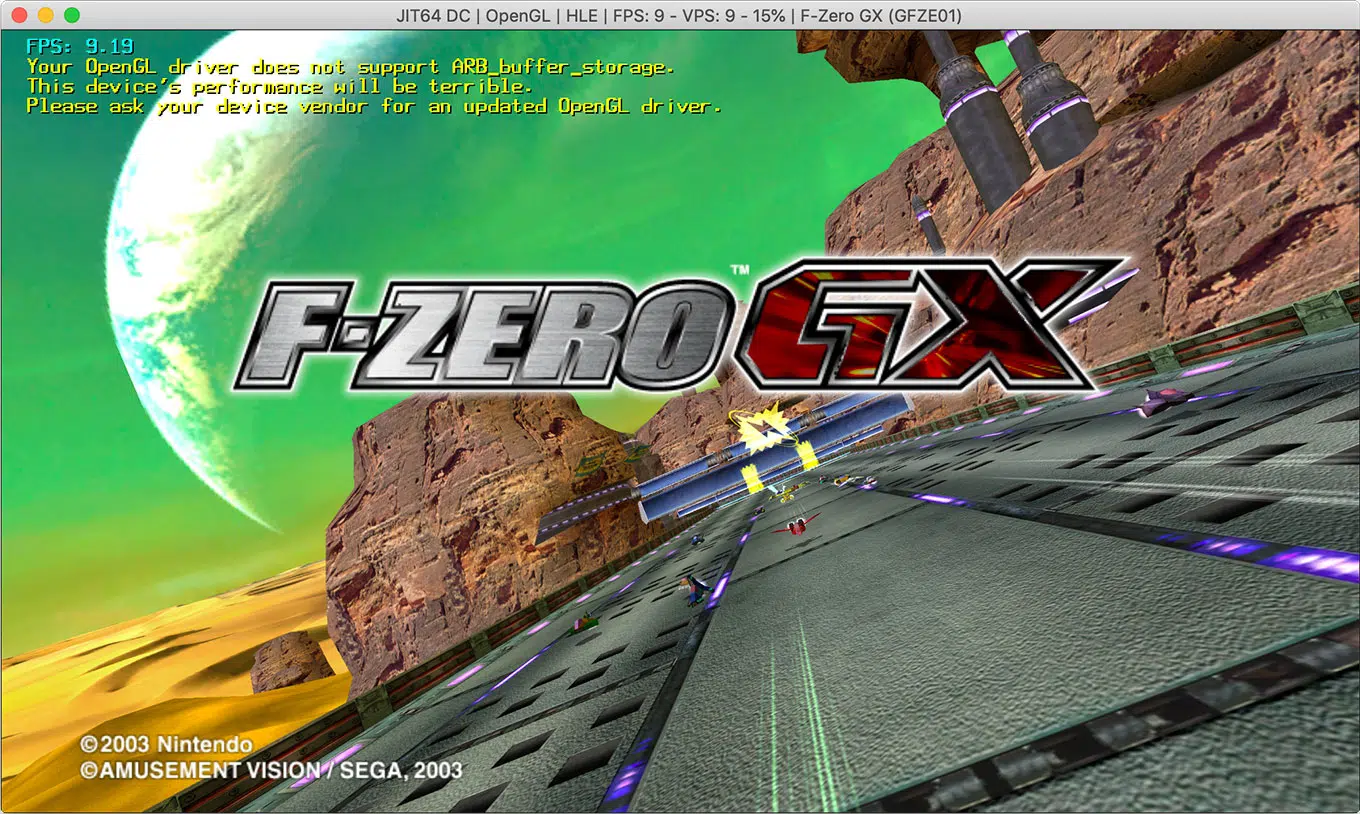 JIT64 DC | OpenGL | HLE | FPS: 9 - VPS: 9 - 15% | F-Zero GX (GFZE01)
FPS: 9.19
Your OpenGL driver does not support ARB_buffer_storage.
This device's performance will be terrible.
Please ask your device vendor for an updated OpenGL driver.
F-ZERO GX™
©2003 Nintendo
©AMUSEMENT VISION / SEGA, 2003